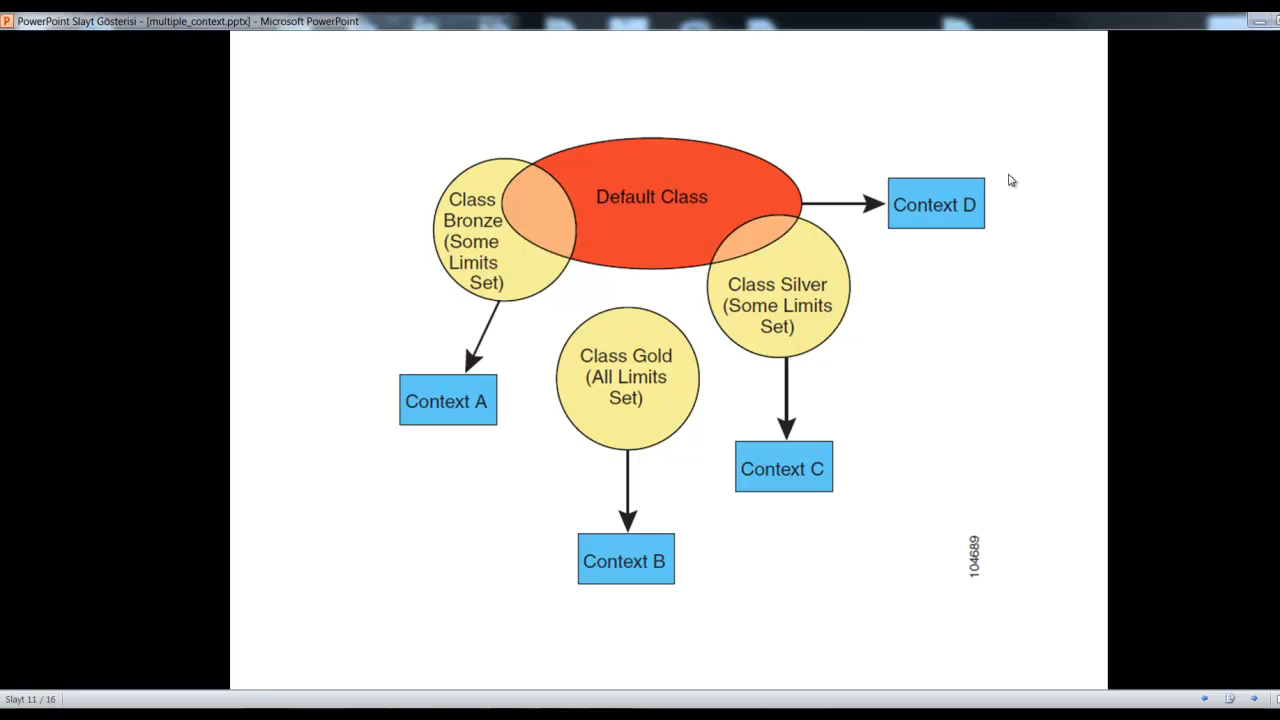 PowerPoint Slayt Gösterisi - [multiple_context.pptx] - Microsoft PowerPoint
Class
Bronze
(Some
Limits
Set)
Default Class
Context D
Class Silver
(Some Limits
Set)
Class Gold
(All Limits
Set)
Context A
Context C
Context B
104689
Slayt 11 / 16